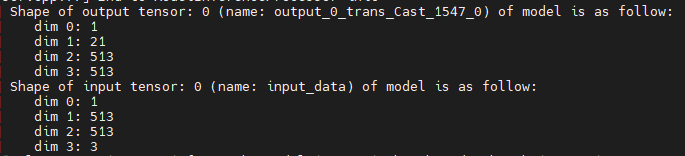 Shape of output tensor: 0 (name: output_0_trans_Cast_1547_0) of model is as follow:
dim 0: 1
dim 1: 21
dim 2: 513
dim 3: 513
Shape of input tensor: 0 (name: input_data) of model is as follow:
dim 0: 1
dim 1: 513
dim 2: 513
dim 3: 3